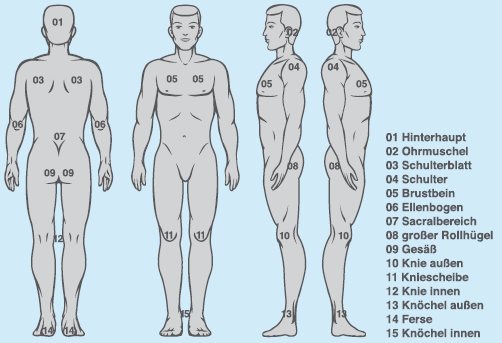 01
02
02
03
03
05
05
04
04
05
05
06
06
07
08
08
09 09
12
11
11
10
10
14
14
15
13
13
01 Hinterhaupt
02 Ohrmuschel
03 Schulterblatt
04 Schulter
05 Brustbein
06 Ellenbogen
07 Sacralbereich
08 großer Rollhügel
09 Gesäß
10 Knie außen
11 Kniescheibe
12 Knie innen
13 Knöchel außen
14 Ferse
15 Knöchel innen